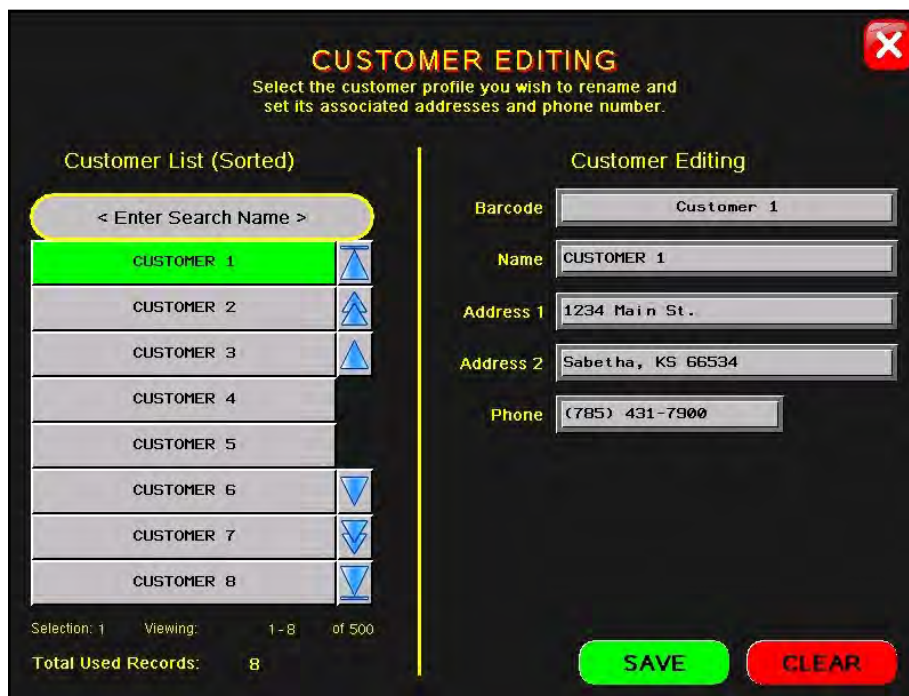 CUSTOMER EDITING
Select the customer profile you wish to rename and
set its associated addresses and phone number.
Customer List (Sorted)
< Enter Search Name >
CUSTOMER 1
CUSTOMER 2
CUSTOMER 3
CUSTOMER 4
CUSTOMER 5
CUSTOMER 6
CUSTOMER 7
CUSTOMER 8
Selection: 1 Viewing: 1-8 of 500
Total Used Records: 8
Customer Editing
Barcode Customer 1
Name CUSTOMER 1
Address 1 1234 Main St.
Address 2 Sabetha, KS 66534
Phone (785) 431-7900
SAVE CLEAR